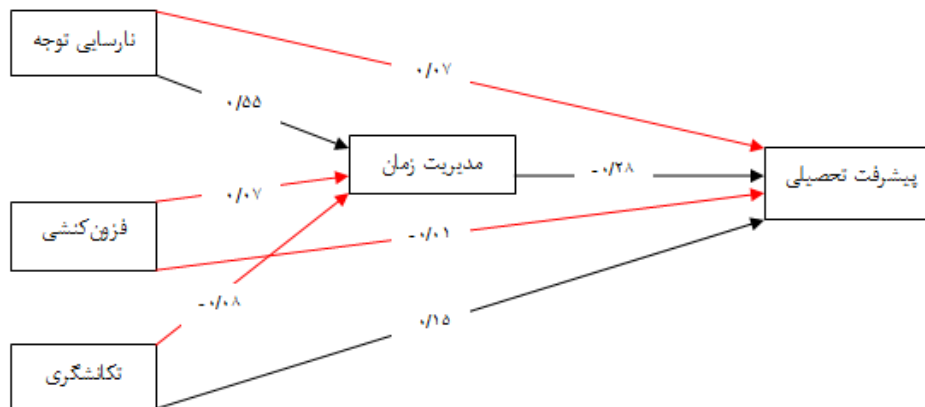 نارسایی توجه
۰/۰۷
۰/۵۵
مدیریت زمان
-۰/۲۸
پیشرفت تحصیلی
۰/۰۷
فزون‌کنشی
-۰/۰۱
-۰/۰۸
۰/۱۵
تکانشگری